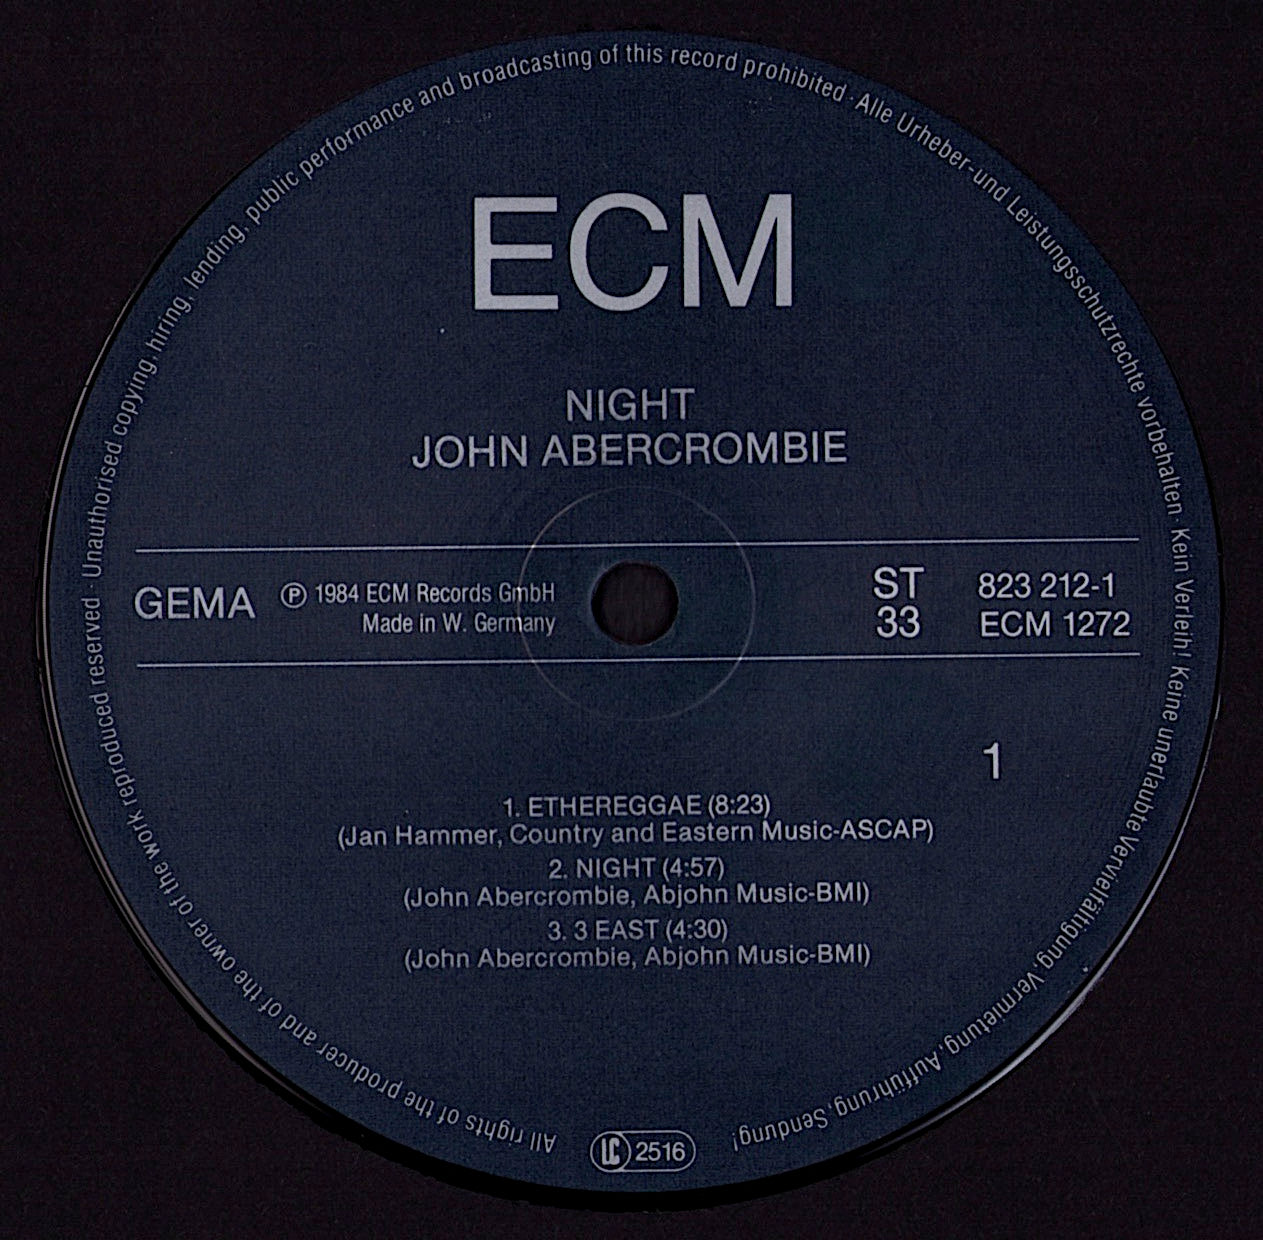 ECM
NIGHT
JOHN ABERCROMBIE
GEMA
℗ 1984 ECM Records GmbH
Made in W. Germany
ST
33
823 212-1
ECM 1272
1
1. ETHEREGGAE (8:23)
(Jan Hammer, Country and Eastern Music-ASCAP)
2. NIGHT (4:57)
(John Abercrombie, Abjohn Music-BMI)
3. 3 EAST (4:30)
(John Abercrombie, Abjohn Music-BMI)
All rights of the producer and of the owner of the work reproduced reserved · Unauthorised copying, hiring, lending, public performance and broadcasting of this record prohibited · Alle Urheber-und Leistungsschutzrechte vorbehalten · Kein Verleih! Keine unerlaubte Vervielfältigung, Vermietung, Aufführung, Sendung!
LC 2516